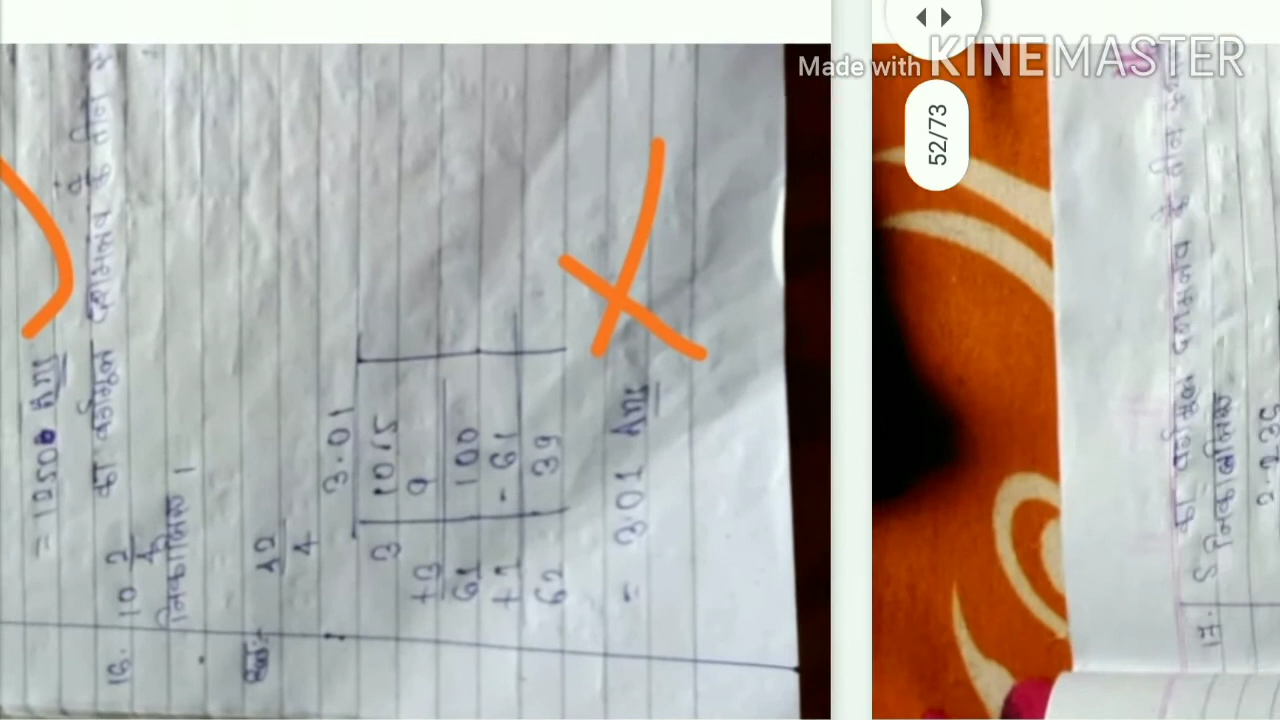 = 12500 Ans
16. 10 2/4 का वर्गमूल दशमलव के तीन
निकालिए ।
हल:- 42
4
3.01
3 10.5
+3 9
61 100
+1 - 61
62 39
= 3.01 Ans
Made with KINEMASTER
52/73
17. 5 का वर्गमूल दशमलव के तीन
निकालिए
2.236